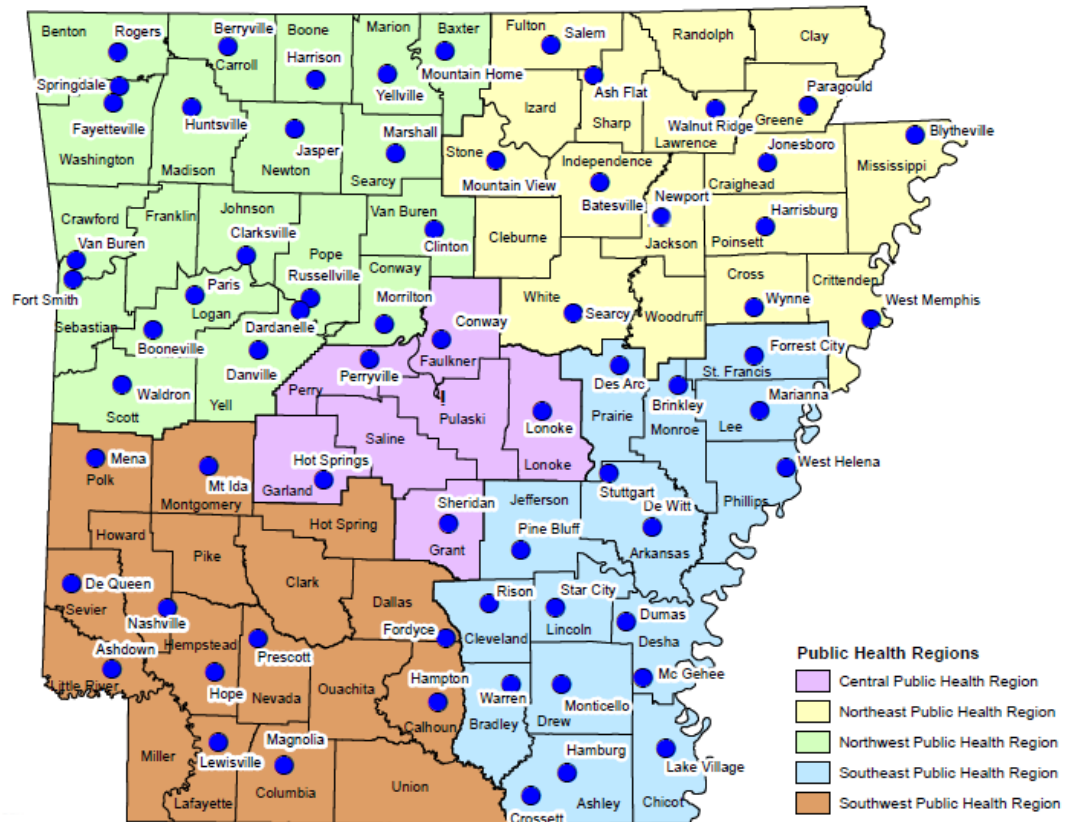 Benton
Rogers
Berryville
Carroll
Boone
Harrison
Marion
Yellville
Baxter
Mountain Home
Fulton
Salem
Randolph
Clay
Springdale
Fayetteville
Washington
Huntsville
Madison
Jasper
Newton
Marshall
Searcy
Izard
Ash Flat
Sharp
Walnut Ridge
Lawrence
Paragould
Greene
Blytheville
Mississippi
Stone
Mountain View
Independence
Batesville
Newport
Jackson
Jonesboro
Craighead
Harrisburg
Poinsett
Crawford
Van Buren
Franklin
Johnson
Clarksville
Pope
Russellville
Van Buren
Clinton
Conway
Morrilton
Cleburne
White
Searcy
Woodruff
Cross
Wynne
Crittenden
West Memphis
Fort Smith
Sebastian
Paris
Logan
Booneville
Dardanelle
Danville
Yell
Waldron
Scott
Conway
Faulkner
Perryville
Perry
Pulaski
Saline
Lonoke
Lonoke
Des Arc
Prairie
Brinkley
Monroe
Forrest City
St. Francis
Marianna
Lee
West Helena
Phillips
Mena
Polk
Mt Ida
Montgomery
Hot Springs
Garland
Hot Spring
Sheridan
Grant
Jefferson
Pine Bluff
Stuttgart
De Witt
Arkansas
Howard
Pike
Clark
Dallas
De Queen
Sevier
Nashville
Hempstead
Ashdown
Little River
Hope
Prescott
Nevada
Ouachita
Fordyce
Hampton
Calhoun
Rison
Cleveland
Star City
Lincoln
Dumas
Desha
Mc Gehee
Warren
Bradley
Monticello
Drew
Miller
Lewisville
Lafayette
Magnolia
Columbia
Union
Hamburg
Ashley
Crossett
Lake Village
Chicot
Public Health Regions
Central Public Health Region
Northeast Public Health Region
Northwest Public Health Region
Southeast Public Health Region
Southwest Public Health Region